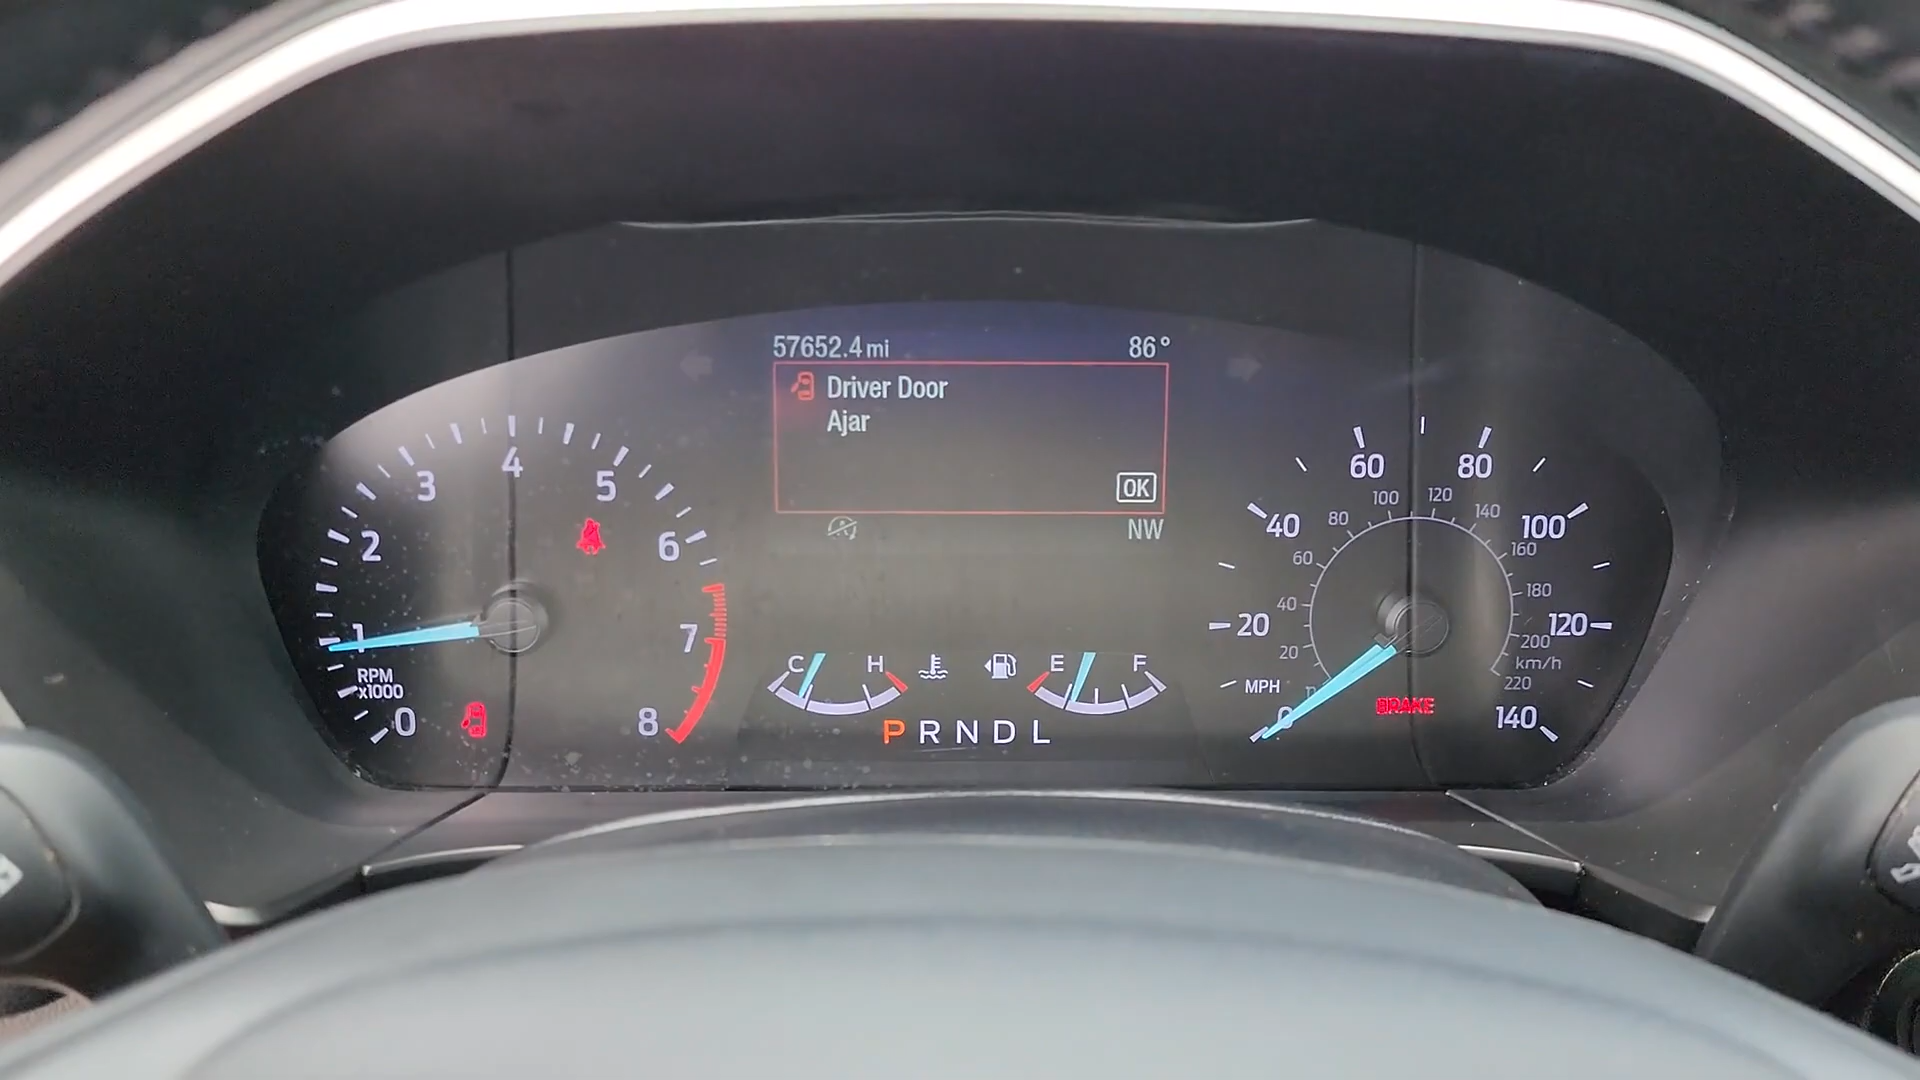 57652.4 mi 86°
Driver Door
Ajar
OK
NW
0 1 2 3 4 5 6 7 8
RPM
x1000
C H E F
P R N D L
0 20 40 60 80 100 120 140
MPH
20 40 60 80 100 120 140 160 180 200 220
km/h
BRAKE